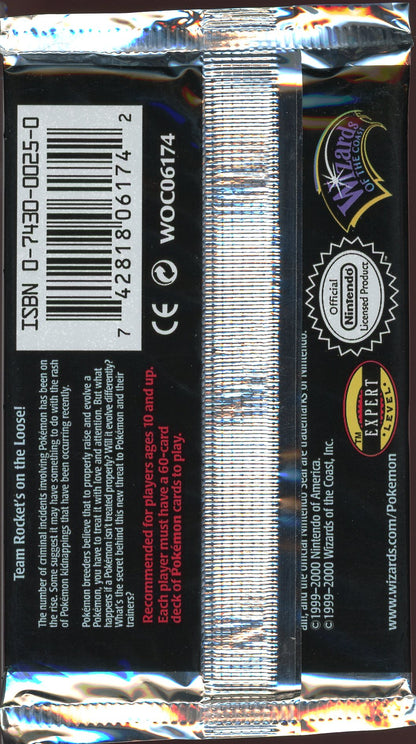 ISBN 0-7430-0025-0
7 42818 06174 2
CE
WOC06174
Team Rocket's on the Loose!
The number of criminal incidents involving Pokémon has been on
the rise. Some suggest it may have something to do with the rash
of Pokémon kidnappings that have been occurring recently.
Pokémon breeders believe that to properly raise and evolve a
Pokémon, you have to treat it with love and attention. But what
happens if a Pokémon isn't treated properly? Will it evolve differently?
What's the secret behind this new threat to Pokémon and their
trainers?
Recommended for players ages 10 and up.
Each player must have a 60-card
deck of Pokémon cards to play.
Wizards
OF THE COAST
Official
Nintendo
Licensed Product
TM
EXPERT
LEVEL
and the official Nintendo Seal are trademarks of Nintendo.
©1999–2000 Nintendo of America.
©1999–2000 Wizards of the Coast, Inc.
www.wizards.com/Pokemon